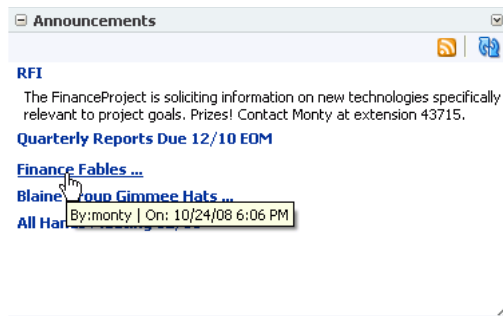 Announcements
RFI
The FinanceProject is soliciting information on new technologies specifically
relevant to project goals. Prizes! Contact Monty at extension 43715.
Quarterly Reports Due 12/10 EOM
Finance Fables ...
Blaine Group Gimmee Hats ...
By:monty | On: 10/24/08 6:06 PM
All Han